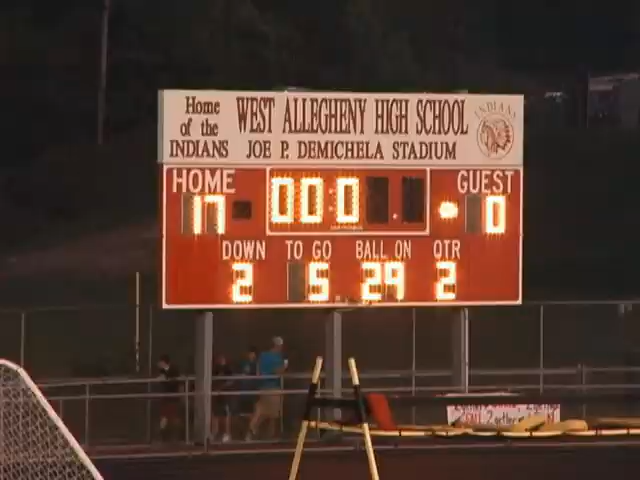 Home
of the
INDIANS
WEST ALLEGHENY HIGH SCHOOL
JOE P. DEMICHELA STADIUM
INDIANS
HOME
17
00:0
GUEST
0
DOWN TO GO BALL ON QTR
2 5 29 2